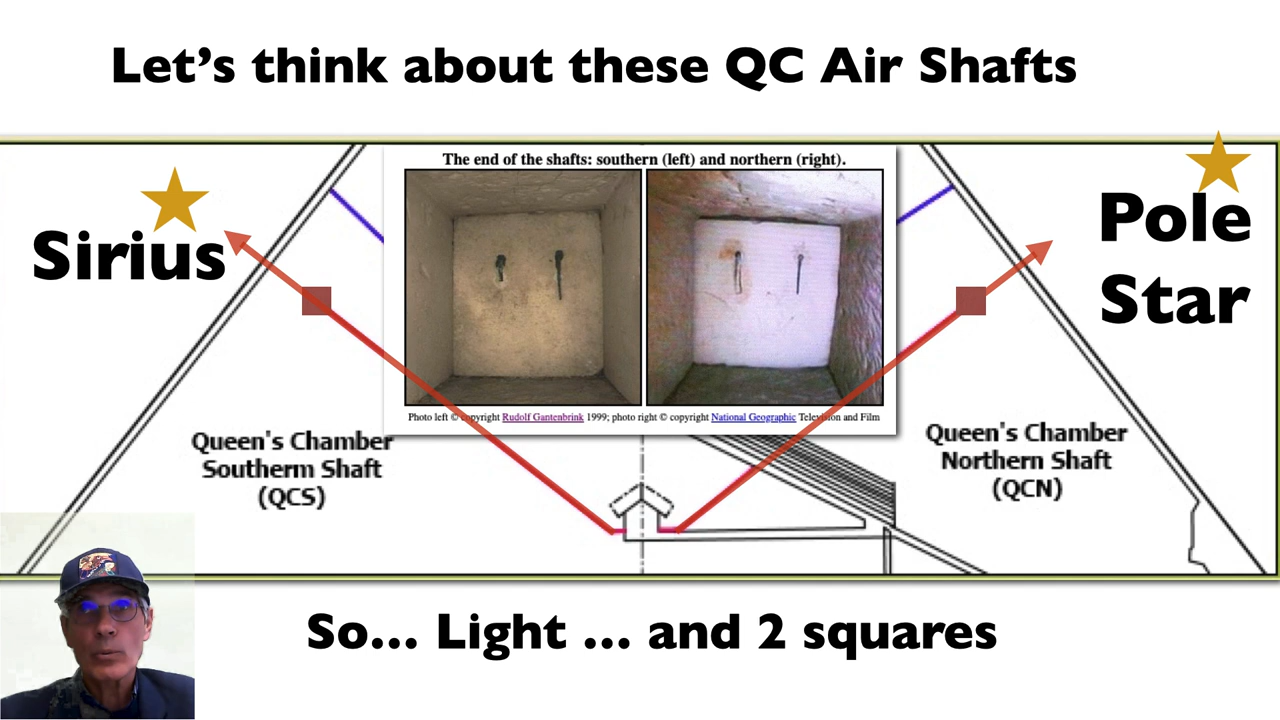 Let's think about these QC Air Shafts
The end of the shafts: southern (left) and northern (right).
Sirius
Pole
Star
Photo left © copyright Rudolf Gantenbrink 1999; photo right © copyright National Geographic Television and Film
Queen's Chamber
Southerm Shaft
(QCS)
Queen's Chamber
Northern Shaft
(QCN)
So... Light ... and 2 squares